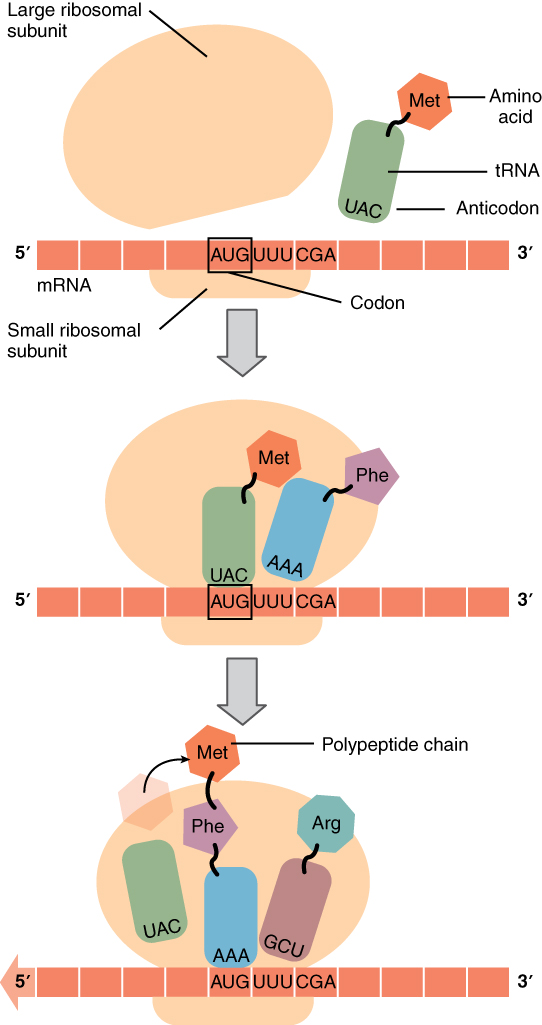 Large ribosomal
subunit
Met
Amino
acid
tRNA
UAC
Anticodon
5′ AUG UUU CGA 3′
mRNA
Codon
Small ribosomal
subunit
Met
Phe
UAC
AAA
5′ AUG UUU CGA 3′
Met
Polypeptide chain
Phe
Arg
UAC
AAA
GCU
5′ AUG UUU CGA 3′